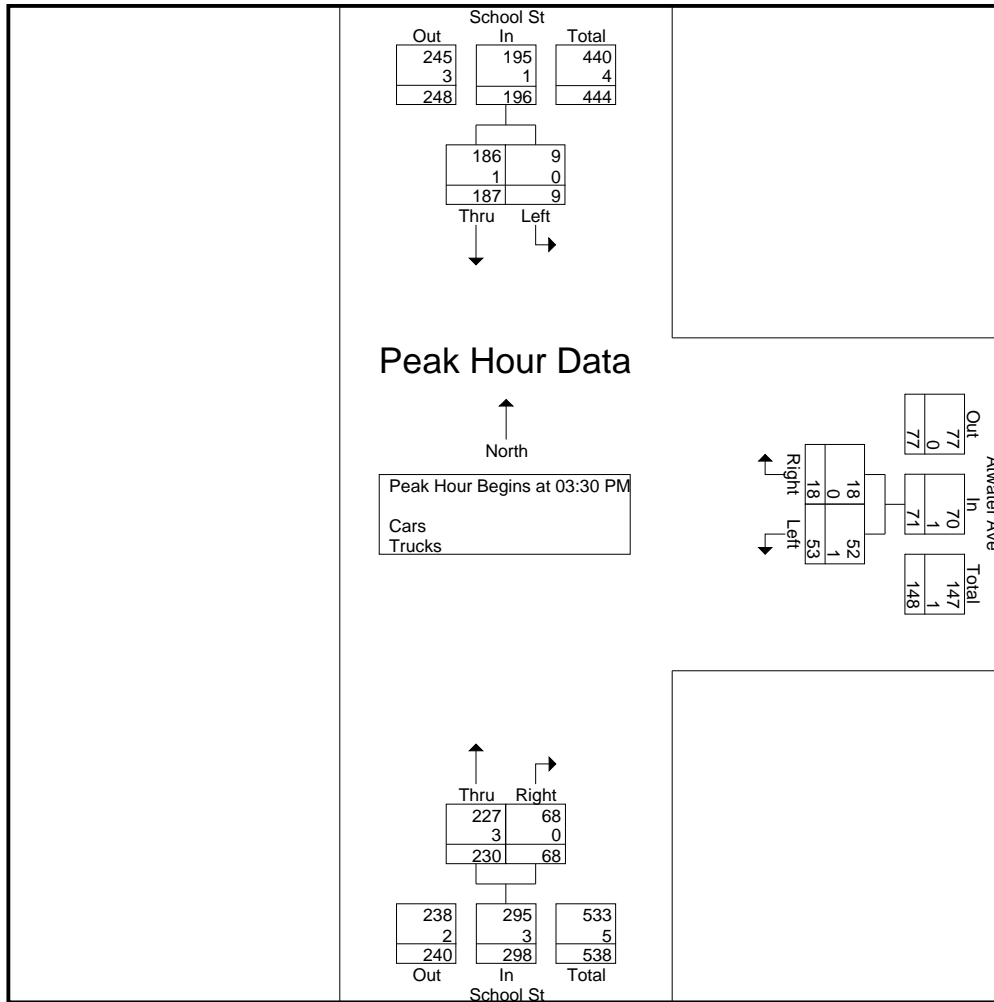 School St
Out In Total
245 195 440
3 1 4
248 196 444
186 9
1 0
187 9
Thru Left
Peak Hour Data
North
Peak Hour Begins at 03:30 PM
Cars
Trucks
Right Left
18 52
0 1
18 53
Atwater Ave
Out In Total
77 70 147
0 1 1
77 71 148
Thru Right
227 68
3 0
230 68
238 295 533
2 3 5
240 298 538
Out In Total
School St